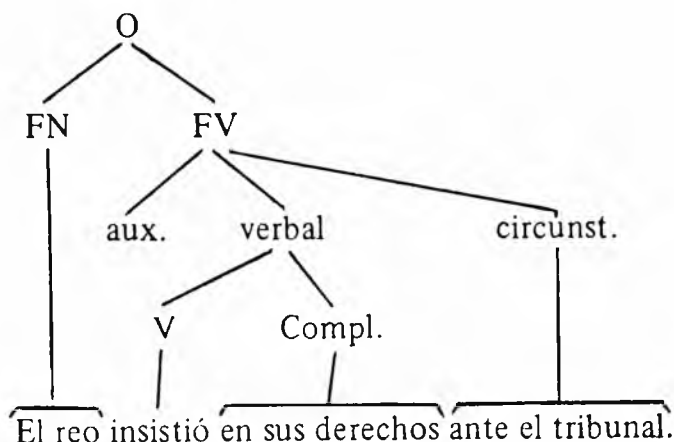 O
FN FV
aux. verbal circunst.
V Compl.
El reo insistió en sus derechos ante el tribunal.